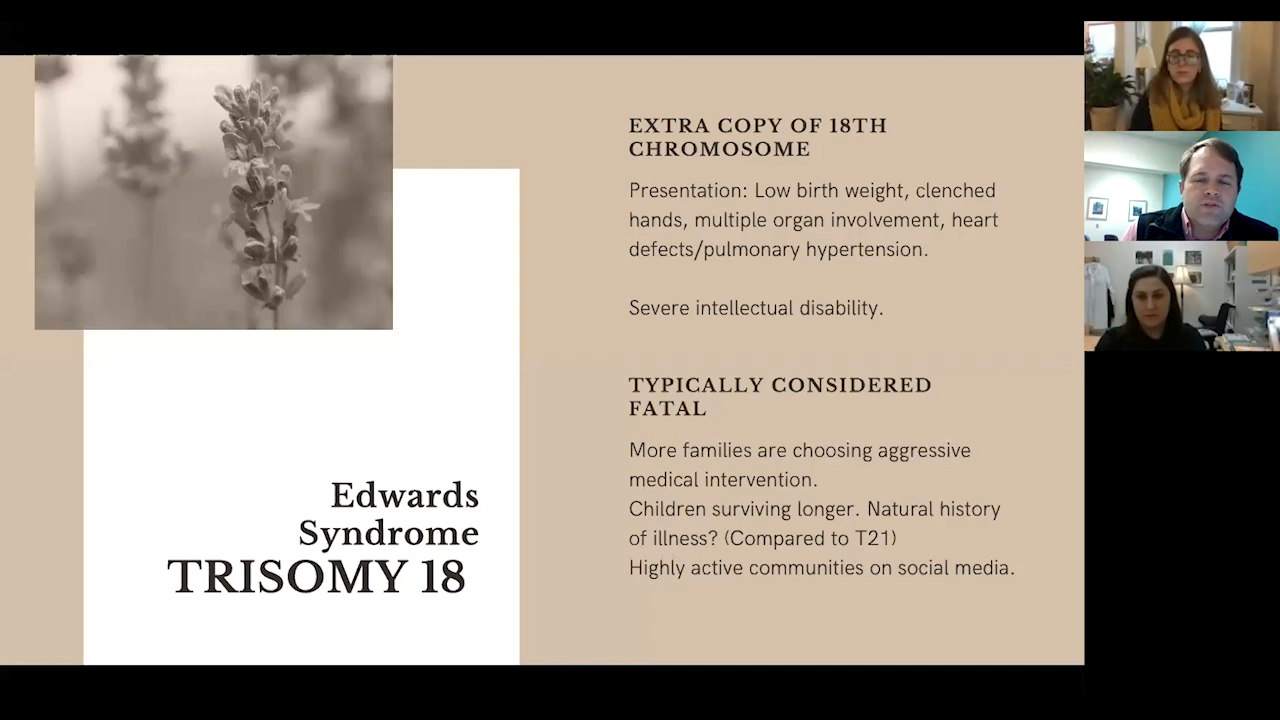 Edwards
Syndrome
TRISOMY 18
EXTRA COPY OF 18TH
CHROMOSOME
Presentation: Low birth weight, clenched
hands, multiple organ involvement, heart
defects/pulmonary hypertension.
Severe intellectual disability.
TYPICALLY CONSIDERED
FATAL
More families are choosing aggressive
medical intervention.
Children surviving longer. Natural history
of illness? (Compared to T21)
Highly active communities on social media.